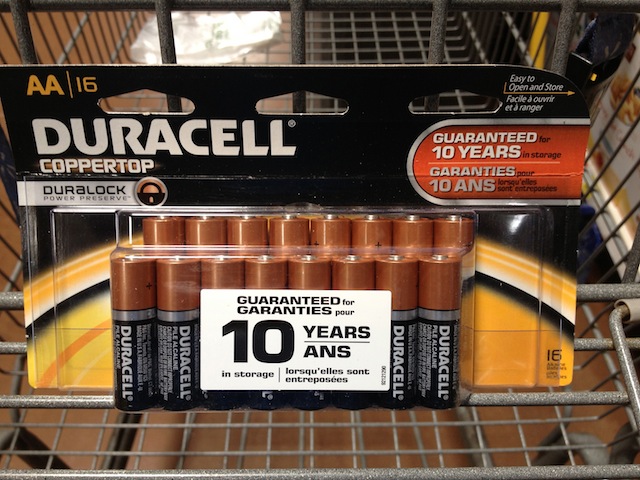 AA | 16
Easy to
Open and Store
Facile à ouvrir
et à ranger
DURACELL®
COPPERTOP
DURALOCK
POWER PRESERVE™
GUARANTEED for
10 YEARS in storage
GARANTIES pour
10 ANS lorsqu'elles
sont entreposées
GUARANTEED for
GARANTIES pour
10 YEARS
ANS
in storage | lorsqu'elles sont
entreposées
DURACELL
DURACELL
DURACELL
DURACELL
16